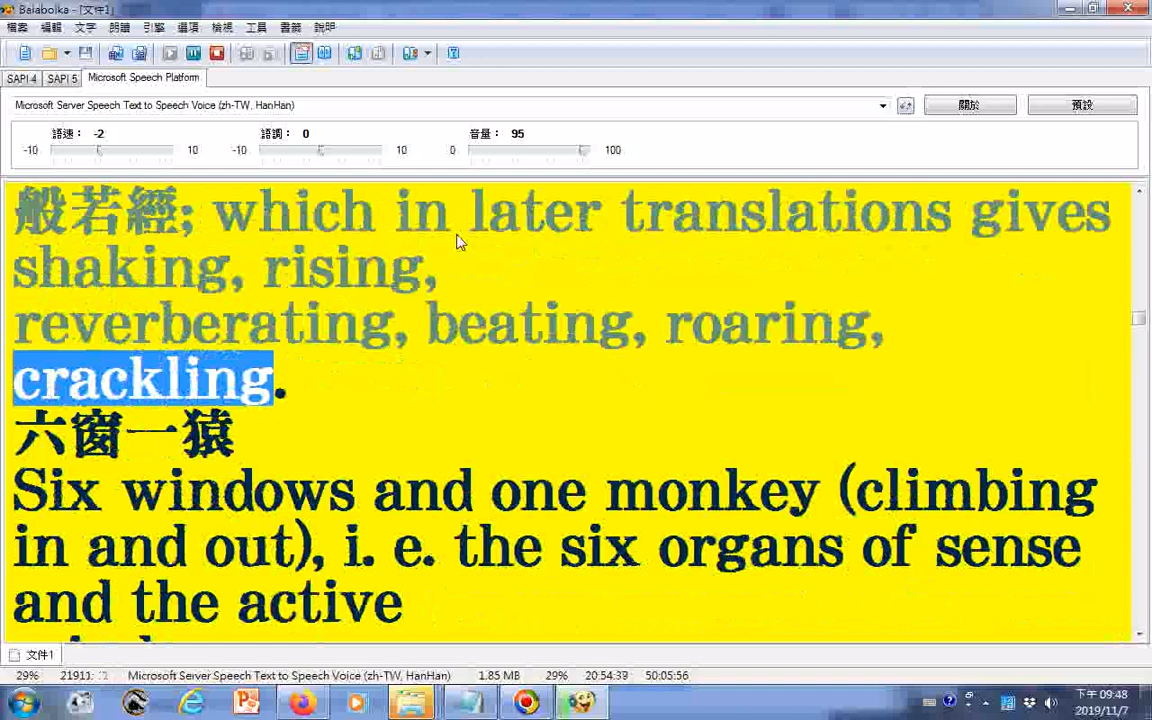 Balabolka - [文件1]
檔案 編輯 文字 朗讀 引擎 選項 檢視 工具 書籤 說明
SAPI 4 SAPI 5 Microsoft Speech Platform
Microsoft Server Speech Text to Speech Voice (zh-TW, HanHan) 關於 預設
語速： -2 語調： 0 音量： 95
-10 10 -10 10 0 100
般若經; which in later translations gives
shaking, rising,
reverberating, beating, roaring,
crackling.
六窗一猿
Six windows and one monkey (climbing
in and out), i. e. the six organs of sense
and the active
文件1
29% Microsoft Server Speech Text to Speech Voice (zh-TW, HanHan) 1.85 MB 29% 20:54:39 50:05:56
下午 09:48
2019/11/7